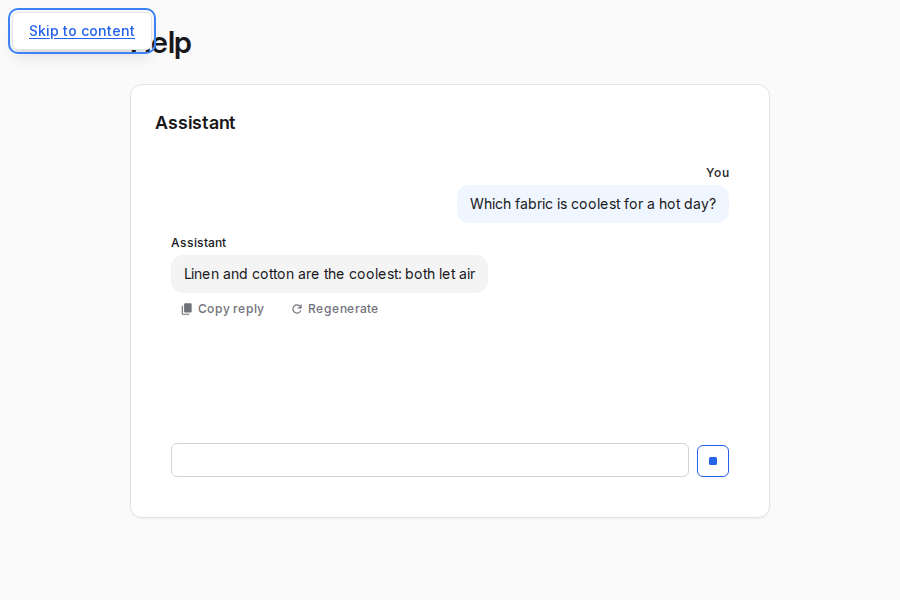 Skip to content
Help
Assistant
You
Which fabric is coolest for a hot day?
Assistant
Linen and cotton are the coolest: both let air
Copy reply
Regenerate